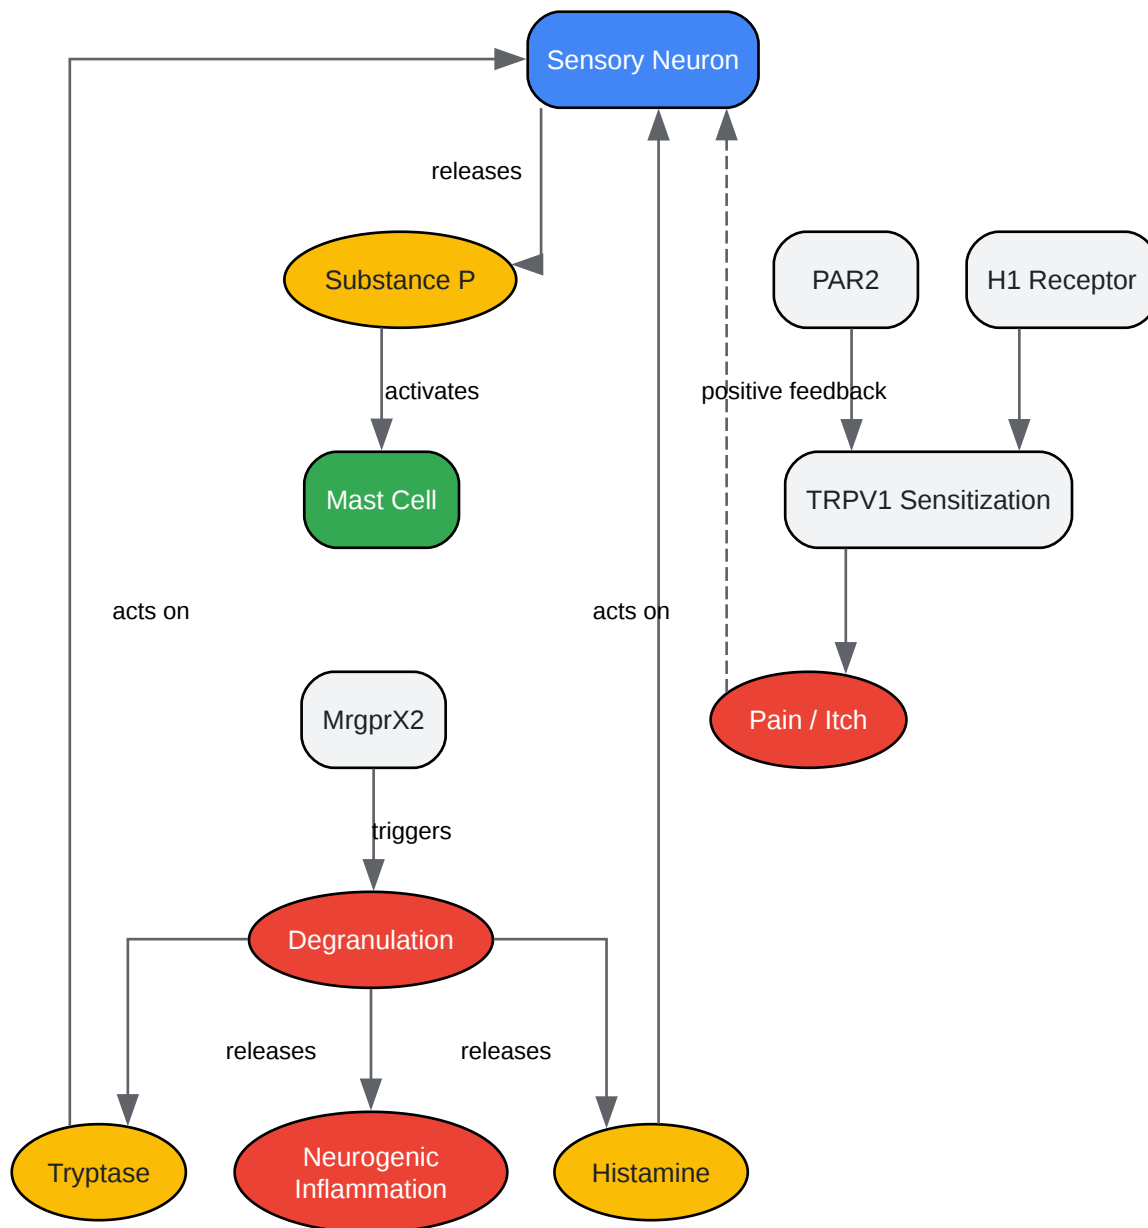 Sensory Neuron
releases
Substance P
PAR2
H1 Receptor
activates
positive feedback
Mast Cell
TRPV1 Sensitization
acts on
acts on
MrgprX2
Pain / Itch
triggers
Degranulation
releases
releases
Tryptase
Neurogenic
Inflammation
Histamine